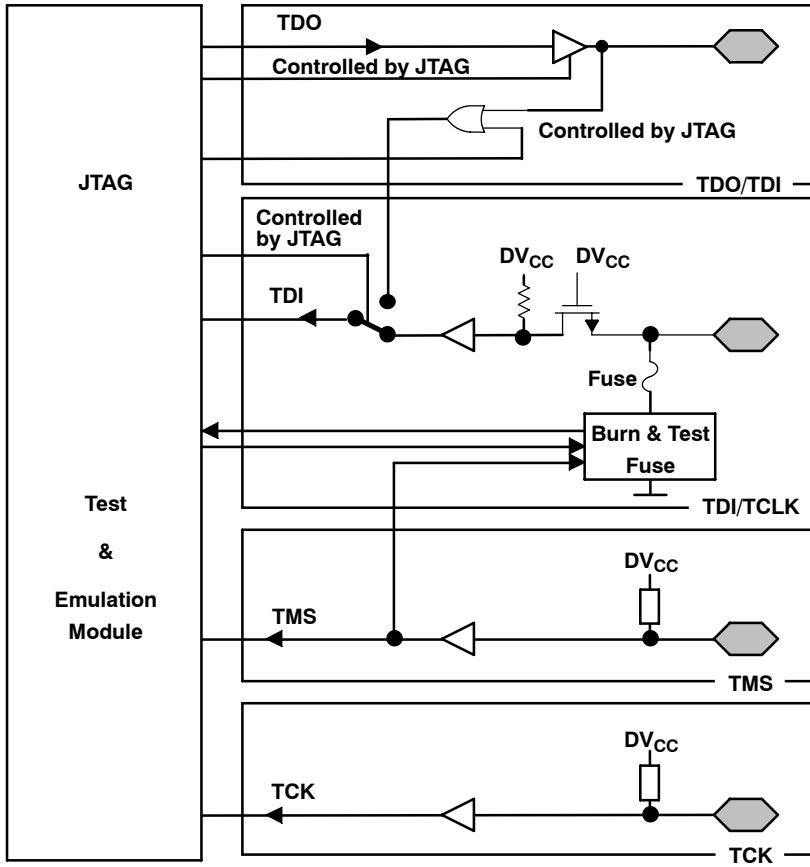 TDO
Controlled by JTAG
Controlled by JTAG
JTAG
TDO/TDI
Controlled
by JTAG
DVCC
DVCC
TDI
Fuse
Burn & Test
Fuse
TDI/TCLK
Test
&
Emulation
Module
DVCC
TMS
TMS
DVCC
TCK
TCK